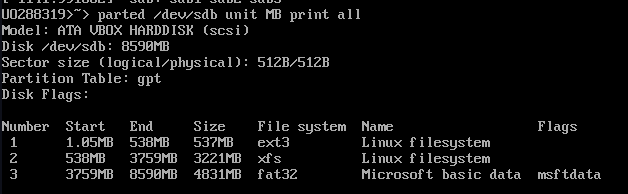 UO288319>~> parted /dev/sdb unit MB print all
Model: ATA VBOX HARDDISK (scsi)
Disk /dev/sdb: 8590MB
Sector size (logical/physical): 512B/512B
Partition Table: gpt
Disk Flags:
Number  Start   End     Size    File system  Name                  Flags
 1      1.05MB  538MB   537MB   ext3         Linux filesystem
 2      538MB   3759MB  3221MB  xfs          Linux filesystem
 3      3759MB  8590MB  4831MB  fat32        Microsoft basic data  msftdata